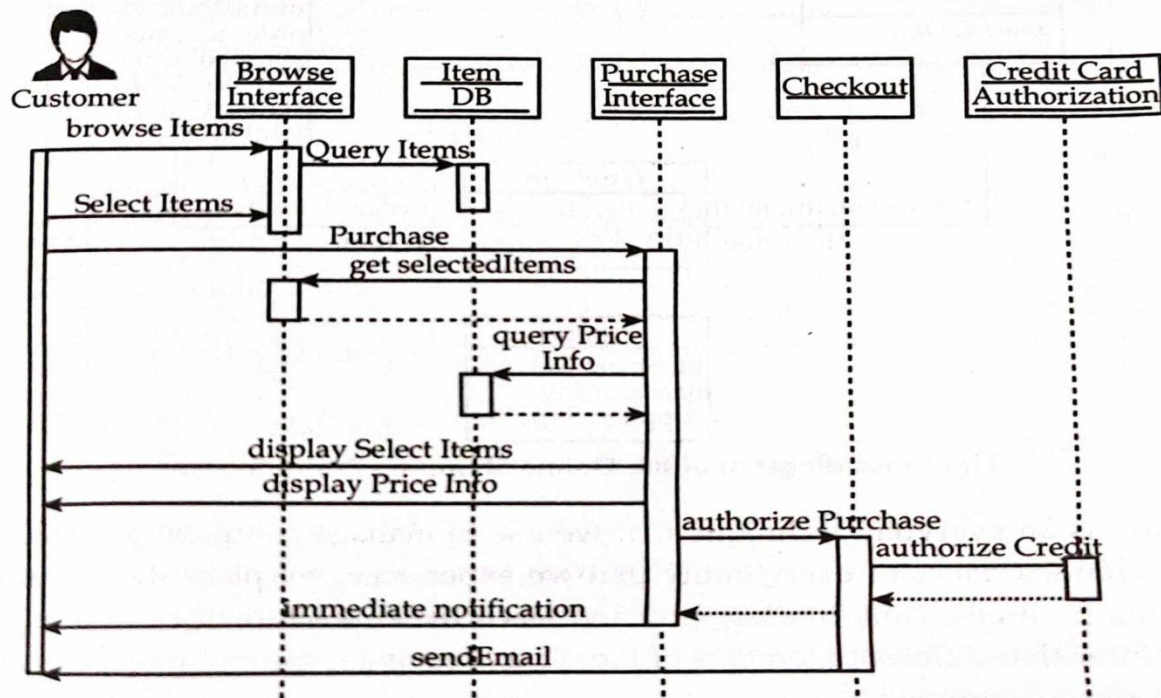 Customer
Browse
Interface
Item
DB
Purchase
Interface
Checkout
Credit Card
Authorization
browse Items
Query Items
Select Items
Purchase
get selectedItems
query Price
Info
display Select Items
display Price Info
authorize Purchase
authorize Credit
immediate notification
sendEmail